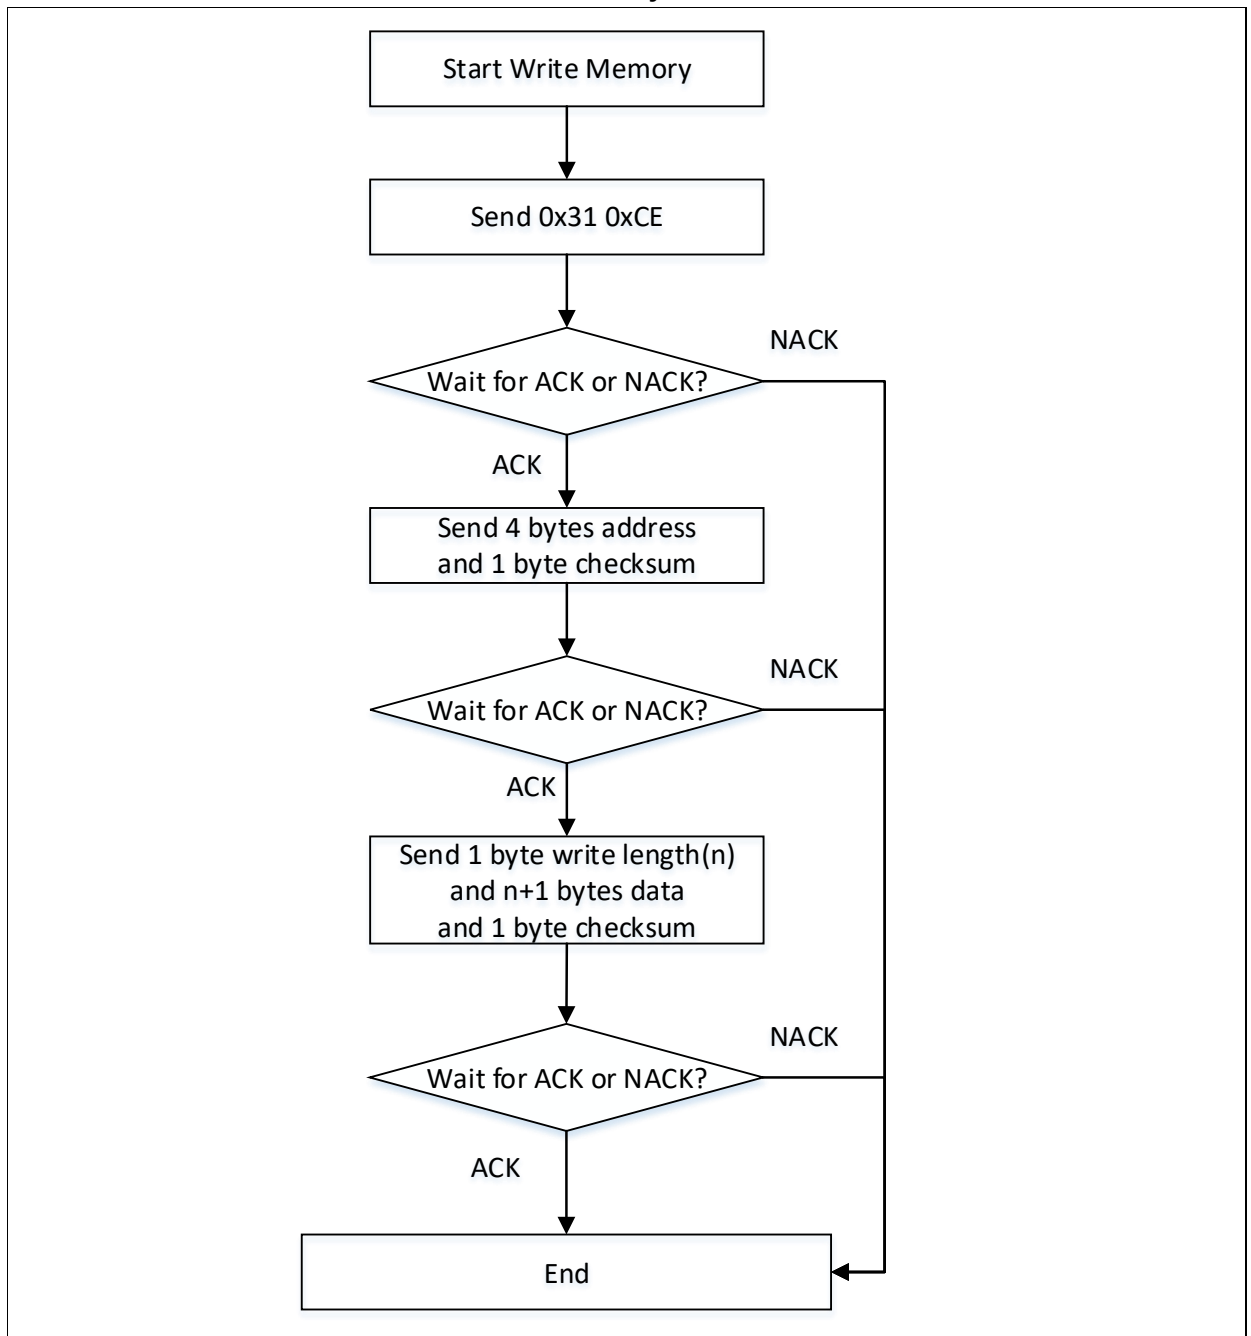 Start Write Memory
Send 0x31 0xCE
NACK
Wait for ACK or NACK?
ACK
Send 4 bytes address
and 1 byte checksum
NACK
Wait for ACK or NACK?
ACK
Send 1 byte write length(n)
and n+1 bytes data
and 1 byte checksum
NACK
Wait for ACK or NACK?
ACK
End